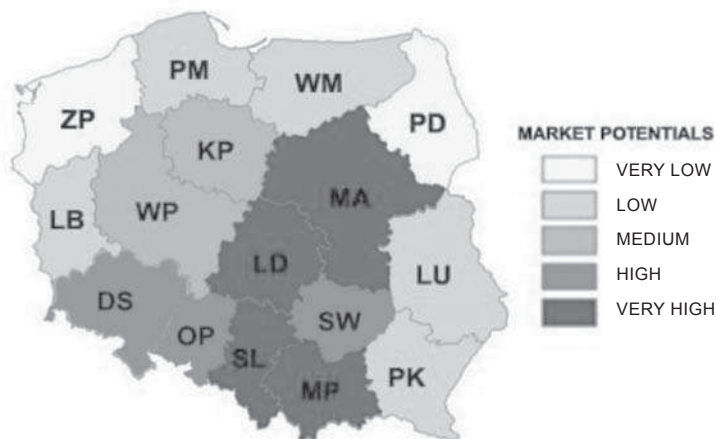 PM
WM
ZP
PD
KP
MA
LB
WP
LD
LU
DS
OP
SW
SL
MP
PK
MARKET POTENTIALS
VERY LOW
LOW
MEDIUM
HIGH
VERY HIGH